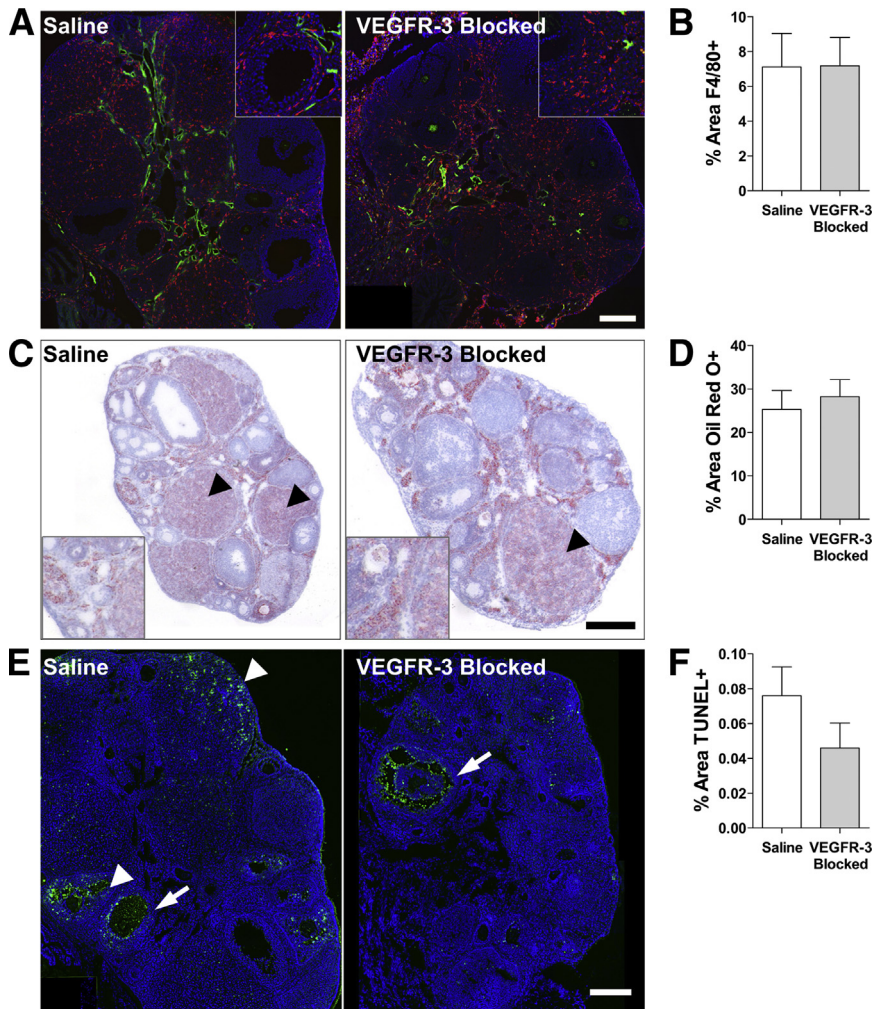 A
Saline
VEGFR-3 Blocked
B
% Area F4/80+
10
8
6
4
2
0
Saline
VEGFR-3
Blocked
C
Saline
VEGFR-3 Blocked
D
% Area Oil Red O+
40
30
20
10
0
Saline
VEGFR-3
Blocked
E
Saline
VEGFR-3 Blocked
F
% Area TUNEL+
0.10
0.08
0.06
0.04
0.02
0.00
Saline
VEGFR-3
Blocked